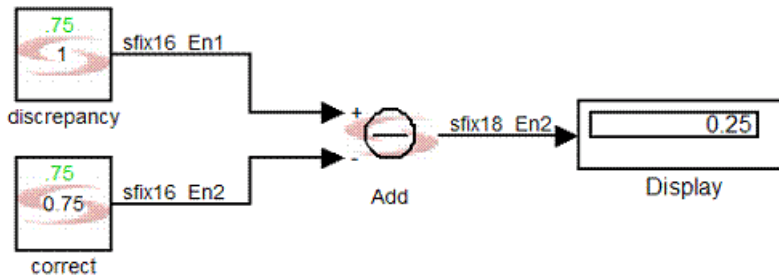 .75
1
sfix16_En1
discrepancy
+
-
sfix18_En2
Add
0.25
Display
.75
0.75
sfix16_En2
correct